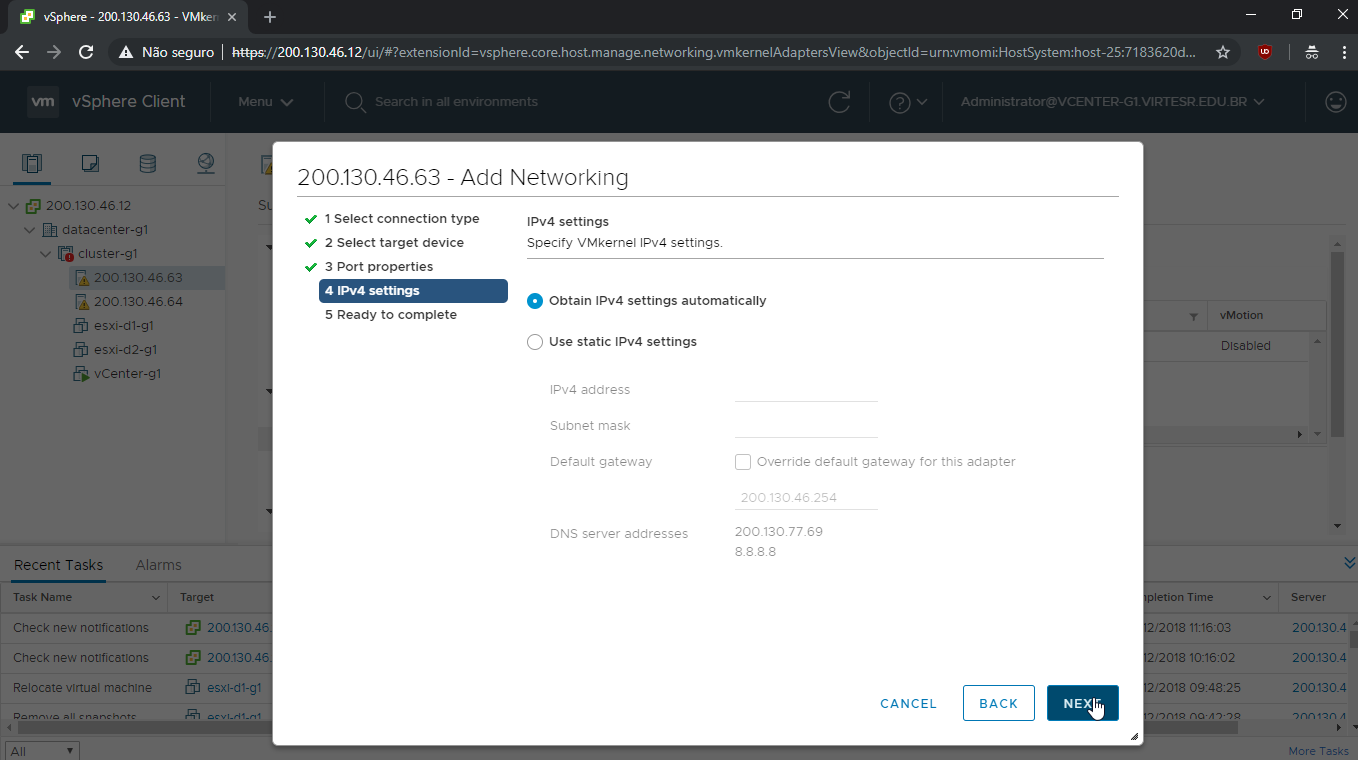 vSphere - 200.130.46.63 - VMker
Não seguro https://200.130.46.12/ui/#?extensionId=vsphere.core.host.manage.networking.vmkernelAdaptersView&objectId=urn:vmomi:HostSystem:host-25:7183620d...
vm vSphere Client Menu Search in all environments Administrator@VCENTER-G1.VIRTESR.EDU.BR
200.130.46.12
datacenter-g1
cluster-g1
200.130.46.63
200.130.46.64
esxi-d1-g1
esxi-d2-g1
vCenter-g1
200.130.46.63 - Add Networking
1 Select connection type
2 Select target device
3 Port properties
4 IPv4 settings
5 Ready to complete
IPv4 settings
Specify VMkernel IPv4 settings.
Obtain IPv4 settings automatically
Use static IPv4 settings
IPv4 address
Subnet mask
Default gateway Override default gateway for this adapter
200.130.46.254
DNS server addresses 200.130.77.69
8.8.8.8
CANCEL BACK NEXT
vMotion
Disabled
Recent Tasks Alarms
Task Name Target pletion Time Server
Check new notifications 200.130.46. 12/2018 11:16:03 200.130.4
Check new notifications 200.130.46. 12/2018 10:16:02 200.130.4
Relocate virtual machine esxi-d1-g1 12/2018 09:48:25 200.130.4
Remove all snapshots esxi-d1-g1 12/2018 09:42:28 200.130.4
All More Tasks